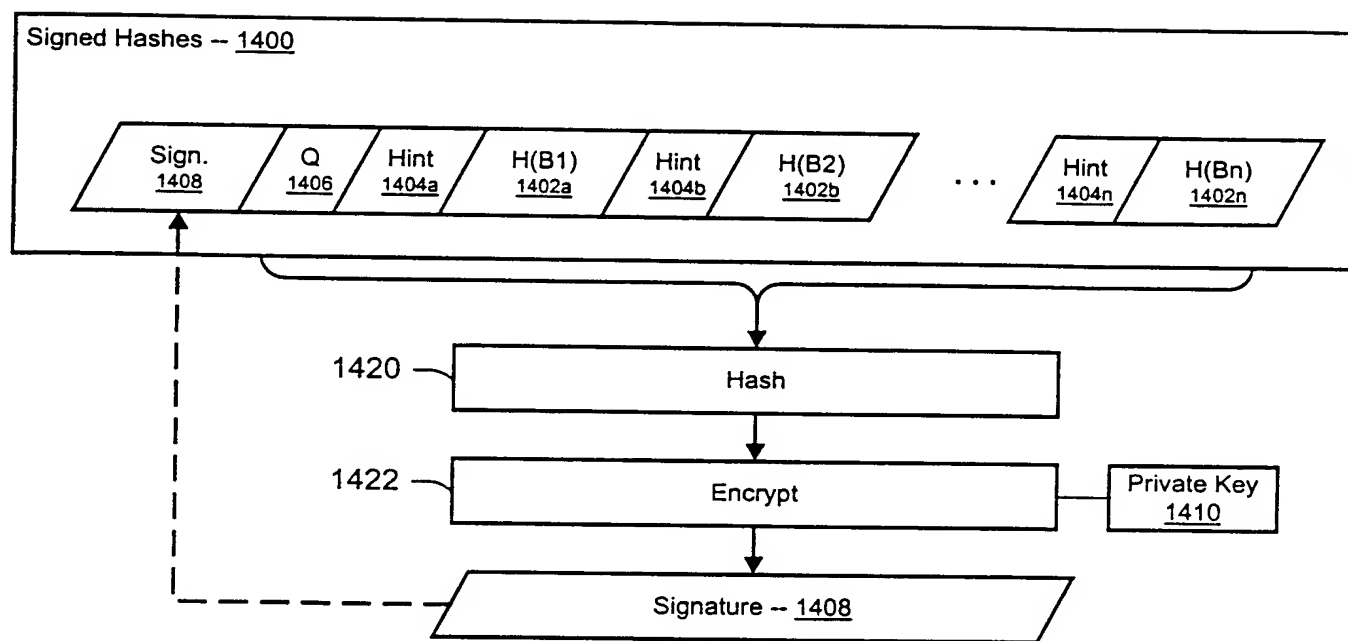 Signed Hashes -- 1400
Sign.
1408
Q
1406
Hint
1404a
H(B1)
1402a
Hint
1404b
H(B2)
1402b
. . .
Hint
1404n
H(Bn)
1402n
1420
Hash
1422
Encrypt
Private Key
1410
Signature -- 1408